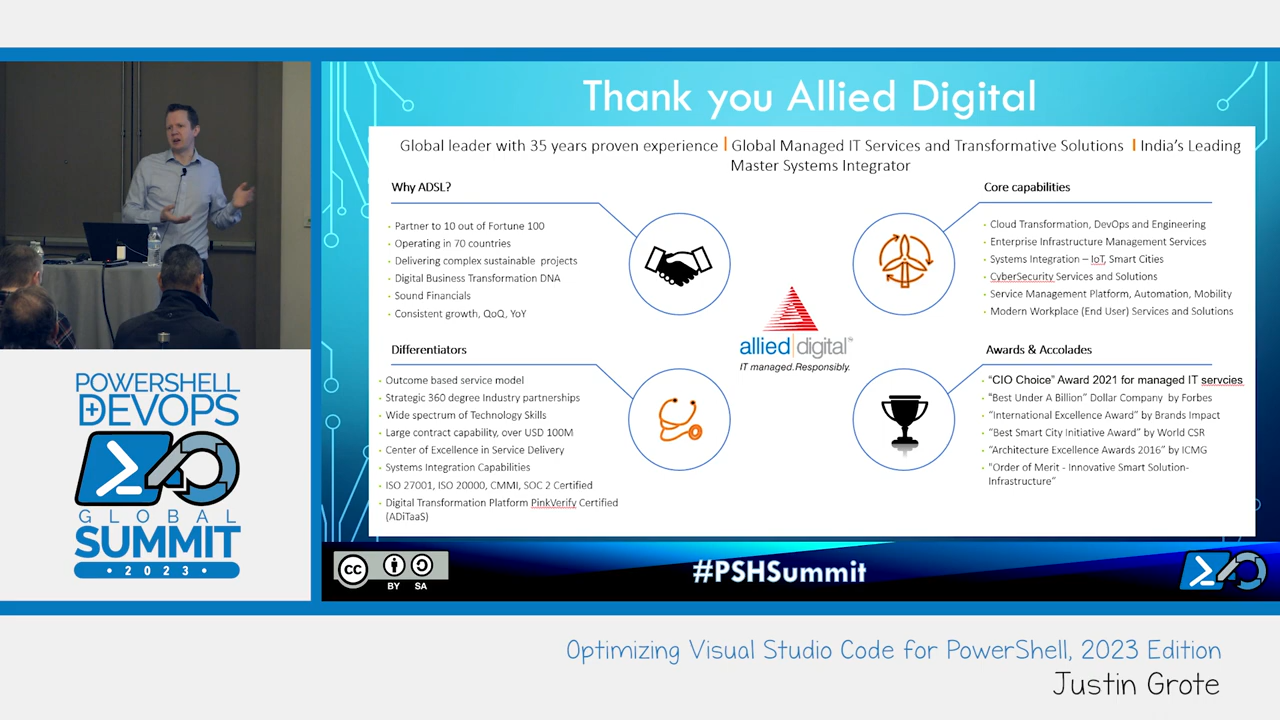 Thank you Allied Digital
Global leader with 35 years proven experience | Global Managed IT Services and Transformative Solutions | India's Leading
Master Systems Integrator
Why ADSL?
Partner to 10 out of Fortune 100
Operating in 70 countries
Delivering complex sustainable projects
Digital Business Transformation DNA
Sound Financials
Consistent growth, QoQ, YoY
Core capabilities
Cloud Transformation, DevOps and Engineering
Enterprise Infrastructure Management Services
Systems Integration – IoT, Smart Cities
CyberSecurity Services and Solutions
Service Management Platform, Automation, Mobility
Modern Workplace (End User) Services and Solutions
allied|digital™
IT managed.Responsibly.
Differentiators
Outcome based service model
Strategic 360 degree Industry partnerships
Wide spectrum of Technology Skills
Large contract capability, over USD 100M
Center of Excellence in Service Delivery
Systems Integration Capabilities
ISO 27001, ISO 20000, CMMI, SOC 2 Certified
Digital Transformation Platform PinkVerify Certified
(ADiTaaS)
Awards & Accolades
"CIO Choice" Award 2021 for managed IT servcies
"Best Under A Billion" Dollar Company by Forbes
"International Excellence Award" by Brands Impact
"Best Smart City Initiative Award" by World CSR
"Architecture Excellence Awards 2016" by ICMG
"Order of Merit - Innovative Smart Solution-
Infrastructure"
POWERSHELL
+DEVOPS
GLOBAL
SUMMIT
• 2023 •
cc
BY SA
#PSHSummit
Optimizing Visual Studio Code for PowerShell, 2023 Edition
Justin Grote